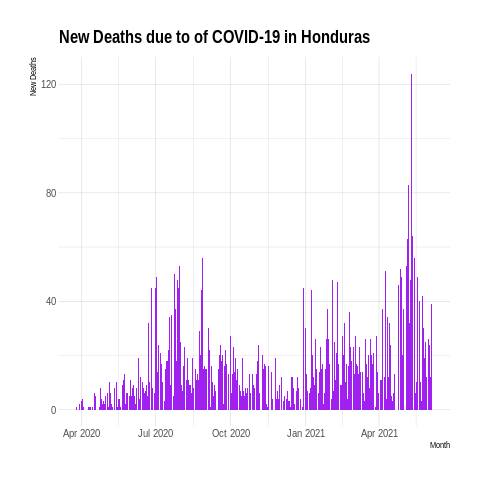 New Deaths due to of COVID-19 in Honduras
New Deaths
120
80
40
0
Apr 2020
Jul 2020
Oct 2020
Jan 2021
Apr 2021
Month